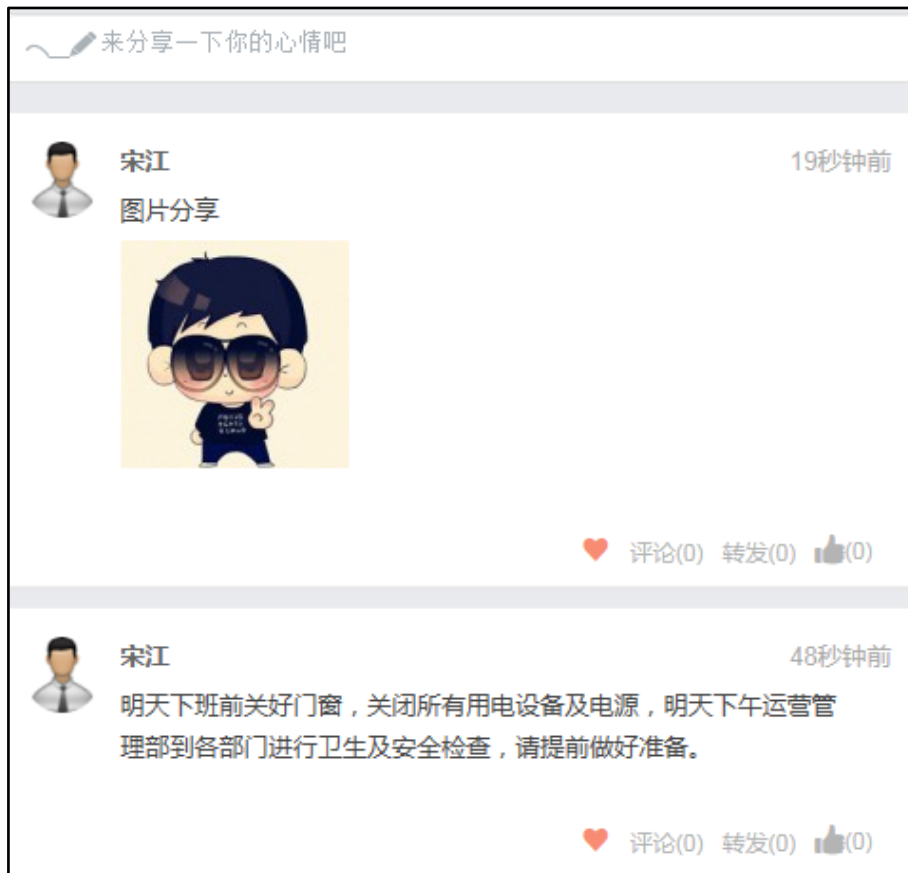 来分享一下你的心情吧
宋江
19秒钟前
图片分享
评论(0) 转发(0) (0)
宋江
48秒钟前
明天下班前关好门窗，关闭所有用电设备及电源，明天下午运营管
理部到各部门进行卫生及安全检查，请提前做好准备。
评论(0) 转发(0) (0)